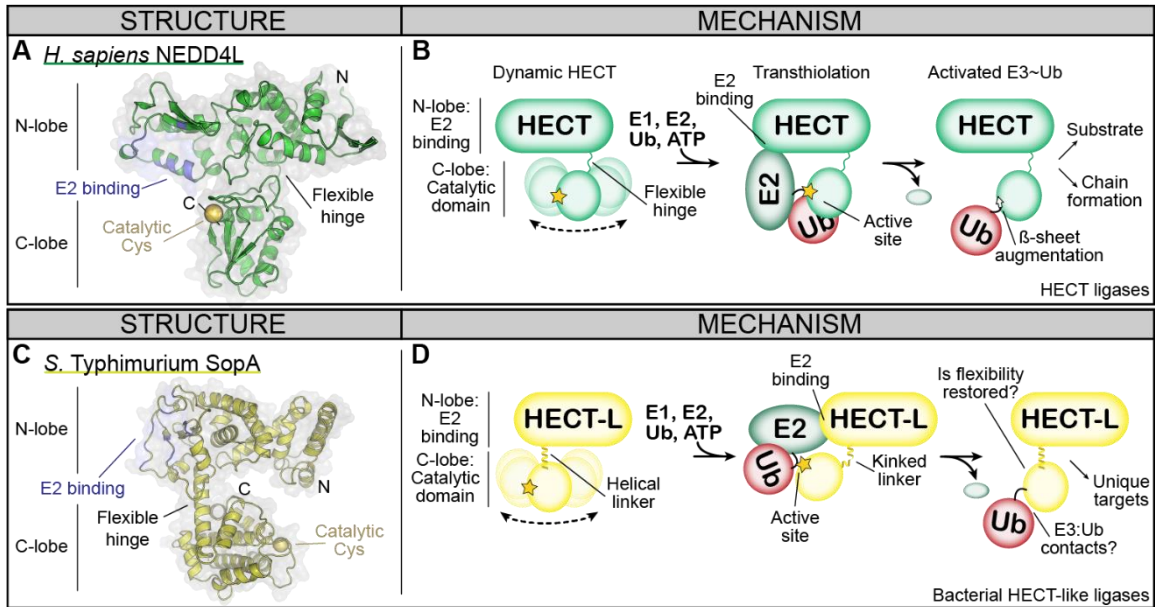 STRUCTURE
MECHANISM
A
H. sapiens NEDD4L
N
N-lobe
E2 binding
C
Flexible
hinge
Catalytic
Cys
C-lobe
B
Dynamic HECT
E2
binding
Transthiolation
Activated E3~Ub
N-lobe:
E2
binding
HECT
E1, E2,
Ub, ATP
HECT
HECT
Substrate
C-lobe:
Catalytic
domain
Flexible
hinge
E2
Ub
Active
site
Chain
formation
Ub
ß-sheet
augmentation
HECT ligases
STRUCTURE
MECHANISM
C
S. Typhimurium SopA
N-lobe
E2 binding
C
N
Flexible
hinge
C-lobe
Catalytic
Cys
D
E2
binding
Is flexibility
restored?
N-lobe:
E2
binding
HECT-L
E1, E2,
Ub, ATP
E2
HECT-L
HECT-L
C-lobe:
Catalytic
domain
Helical
linker
Ub
Kinked
linker
Active
site
Unique
targets
Ub
E3:Ub
contacts?
Bacterial HECT-like ligases